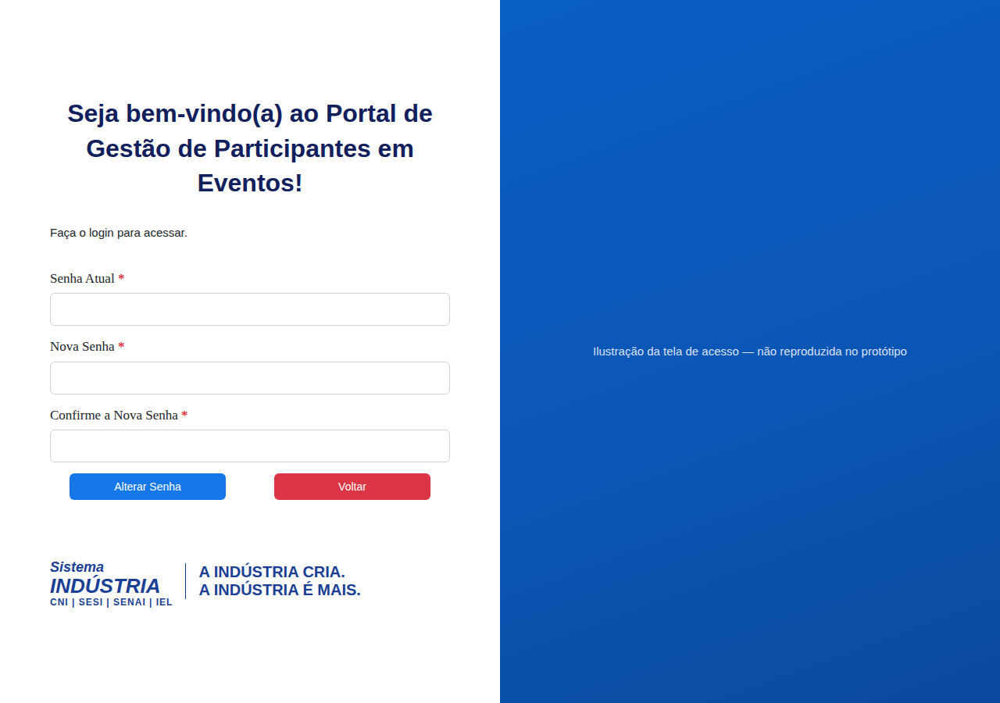 Seja bem-vindo(a) ao Portal de
Gestão de Participantes em
Eventos!
Faça o login para acessar.
Senha Atual *
Nova Senha *
Confirme a Nova Senha *
Alterar Senha
Voltar
Sistema
INDÚSTRIA
CNI | SESI | SENAI | IEL
A INDÚSTRIA CRIA.
A INDÚSTRIA É MAIS.
Ilustração da tela de acesso — não reproduzida no protótipo